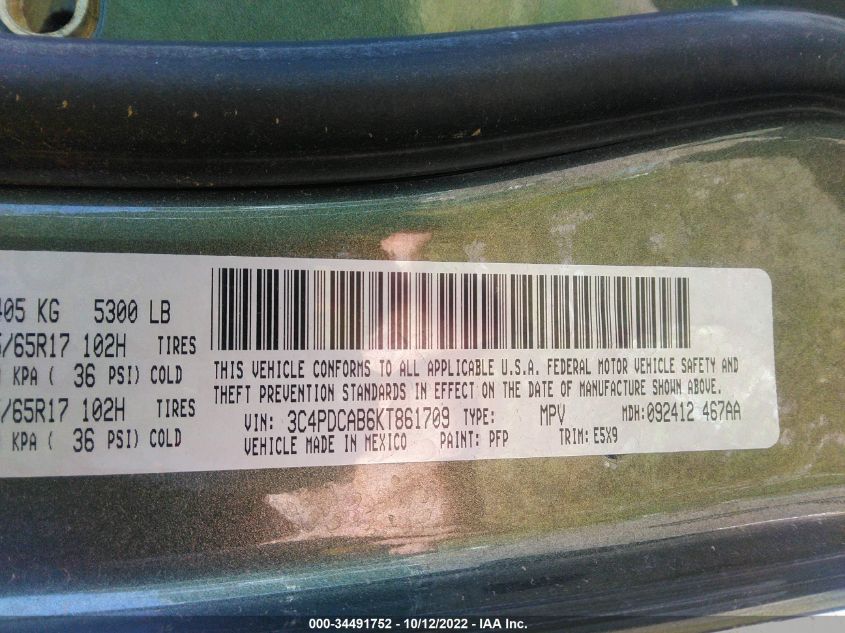 405 KG 5300 LB
/65R17 102H TIRES
KPA ( 36 PSI) COLD
/65R17 102H TIRES
KPA ( 36 PSI) COLD
THIS VEHICLE CONFORMS TO ALL APPLICABLE U.S.A. FEDERAL MOTOR VEHICLE SAFETY AND
THEFT PREVENTION STANDARDS IN EFFECT ON THE DATE OF MANUFACTURE SHOWN ABOVE.
VIN: 3C4PDCAB6KT861709 TYPE: MPV MDH: 092412 467AA
VEHICLE MADE IN MEXICO PAINT: PFP TRIM: E5X9
000-34491752 - 10/12/2022 - IAA Inc.